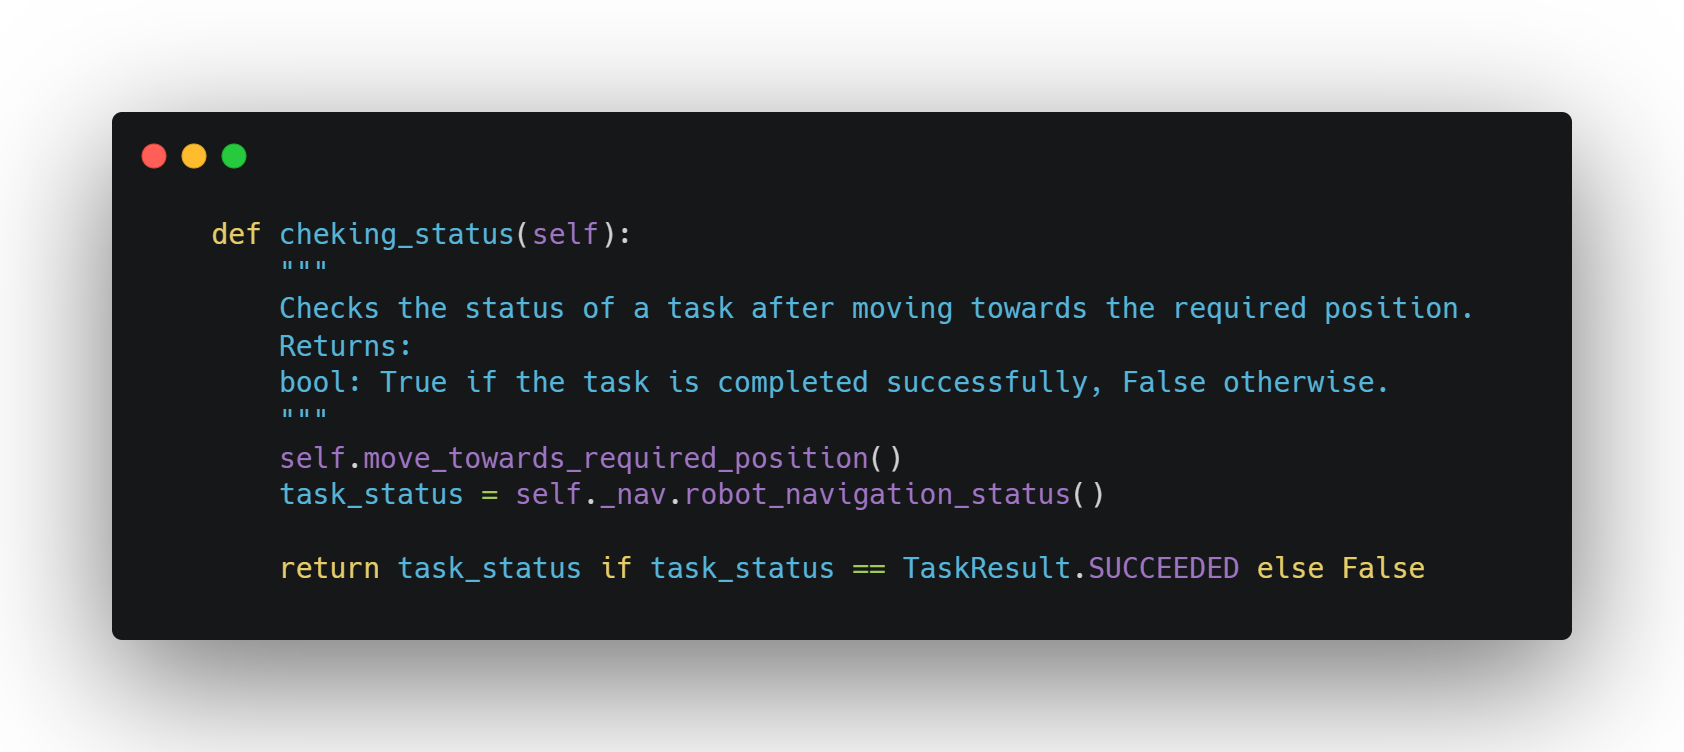 def cheking_status(self):
"""
Checks the status of a task after moving towards the required position.
Returns:
bool: True if the task is completed successfully, False otherwise.
"""
self.move_towards_required_position()
task_status = self._nav.robot_navigation_status()
return task_status if task_status == TaskResult.SUCCEEDED else False